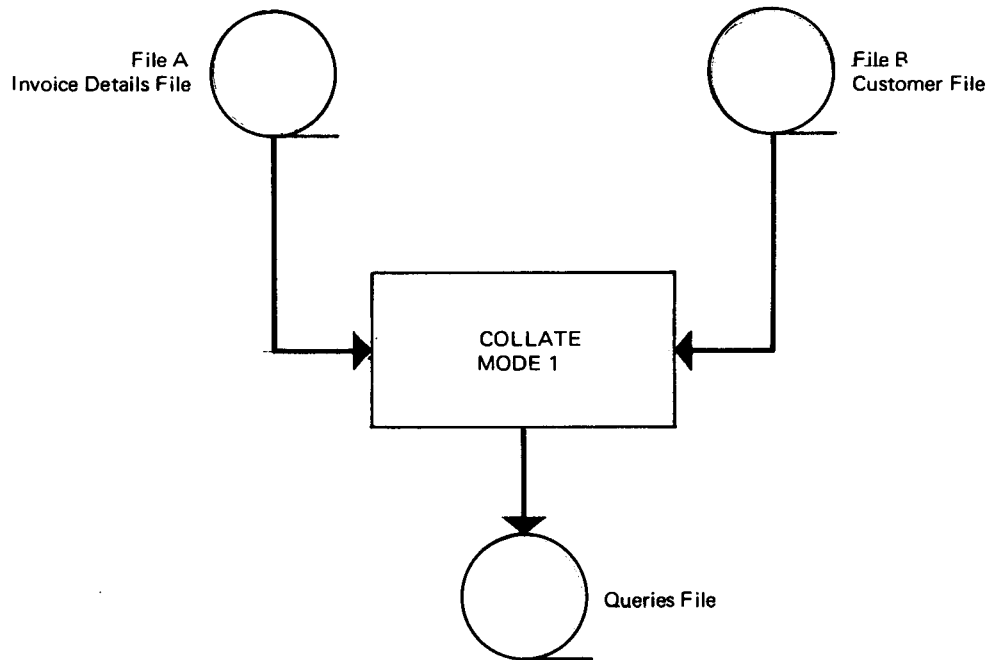 File A
Invoice Details File
File B
Customer File
COLLATE
MODE 1
Queries File